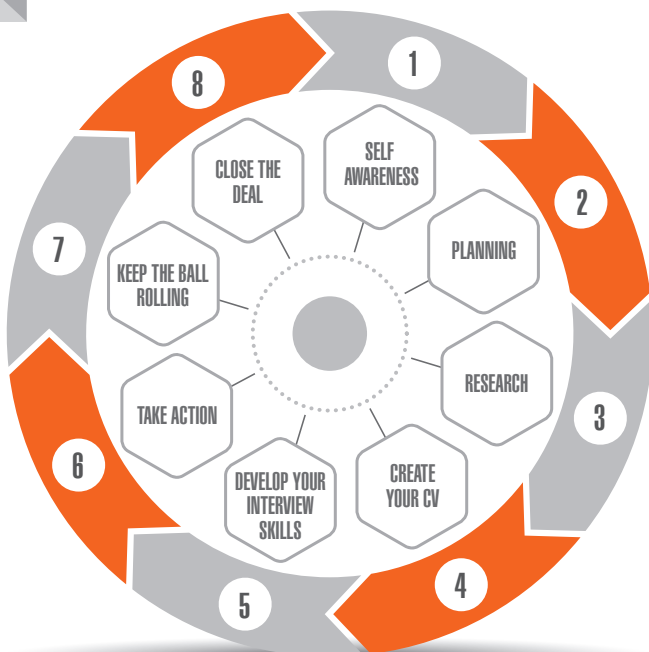 1
SELF
AWARENESS
2
PLANNING
3
RESEARCH
4
CREATE
YOUR CV
5
DEVELOP YOUR
INTERVIEW
SKILLS
6
TAKE ACTION
7
KEEP THE BALL
ROLLING
8
CLOSE THE
DEAL